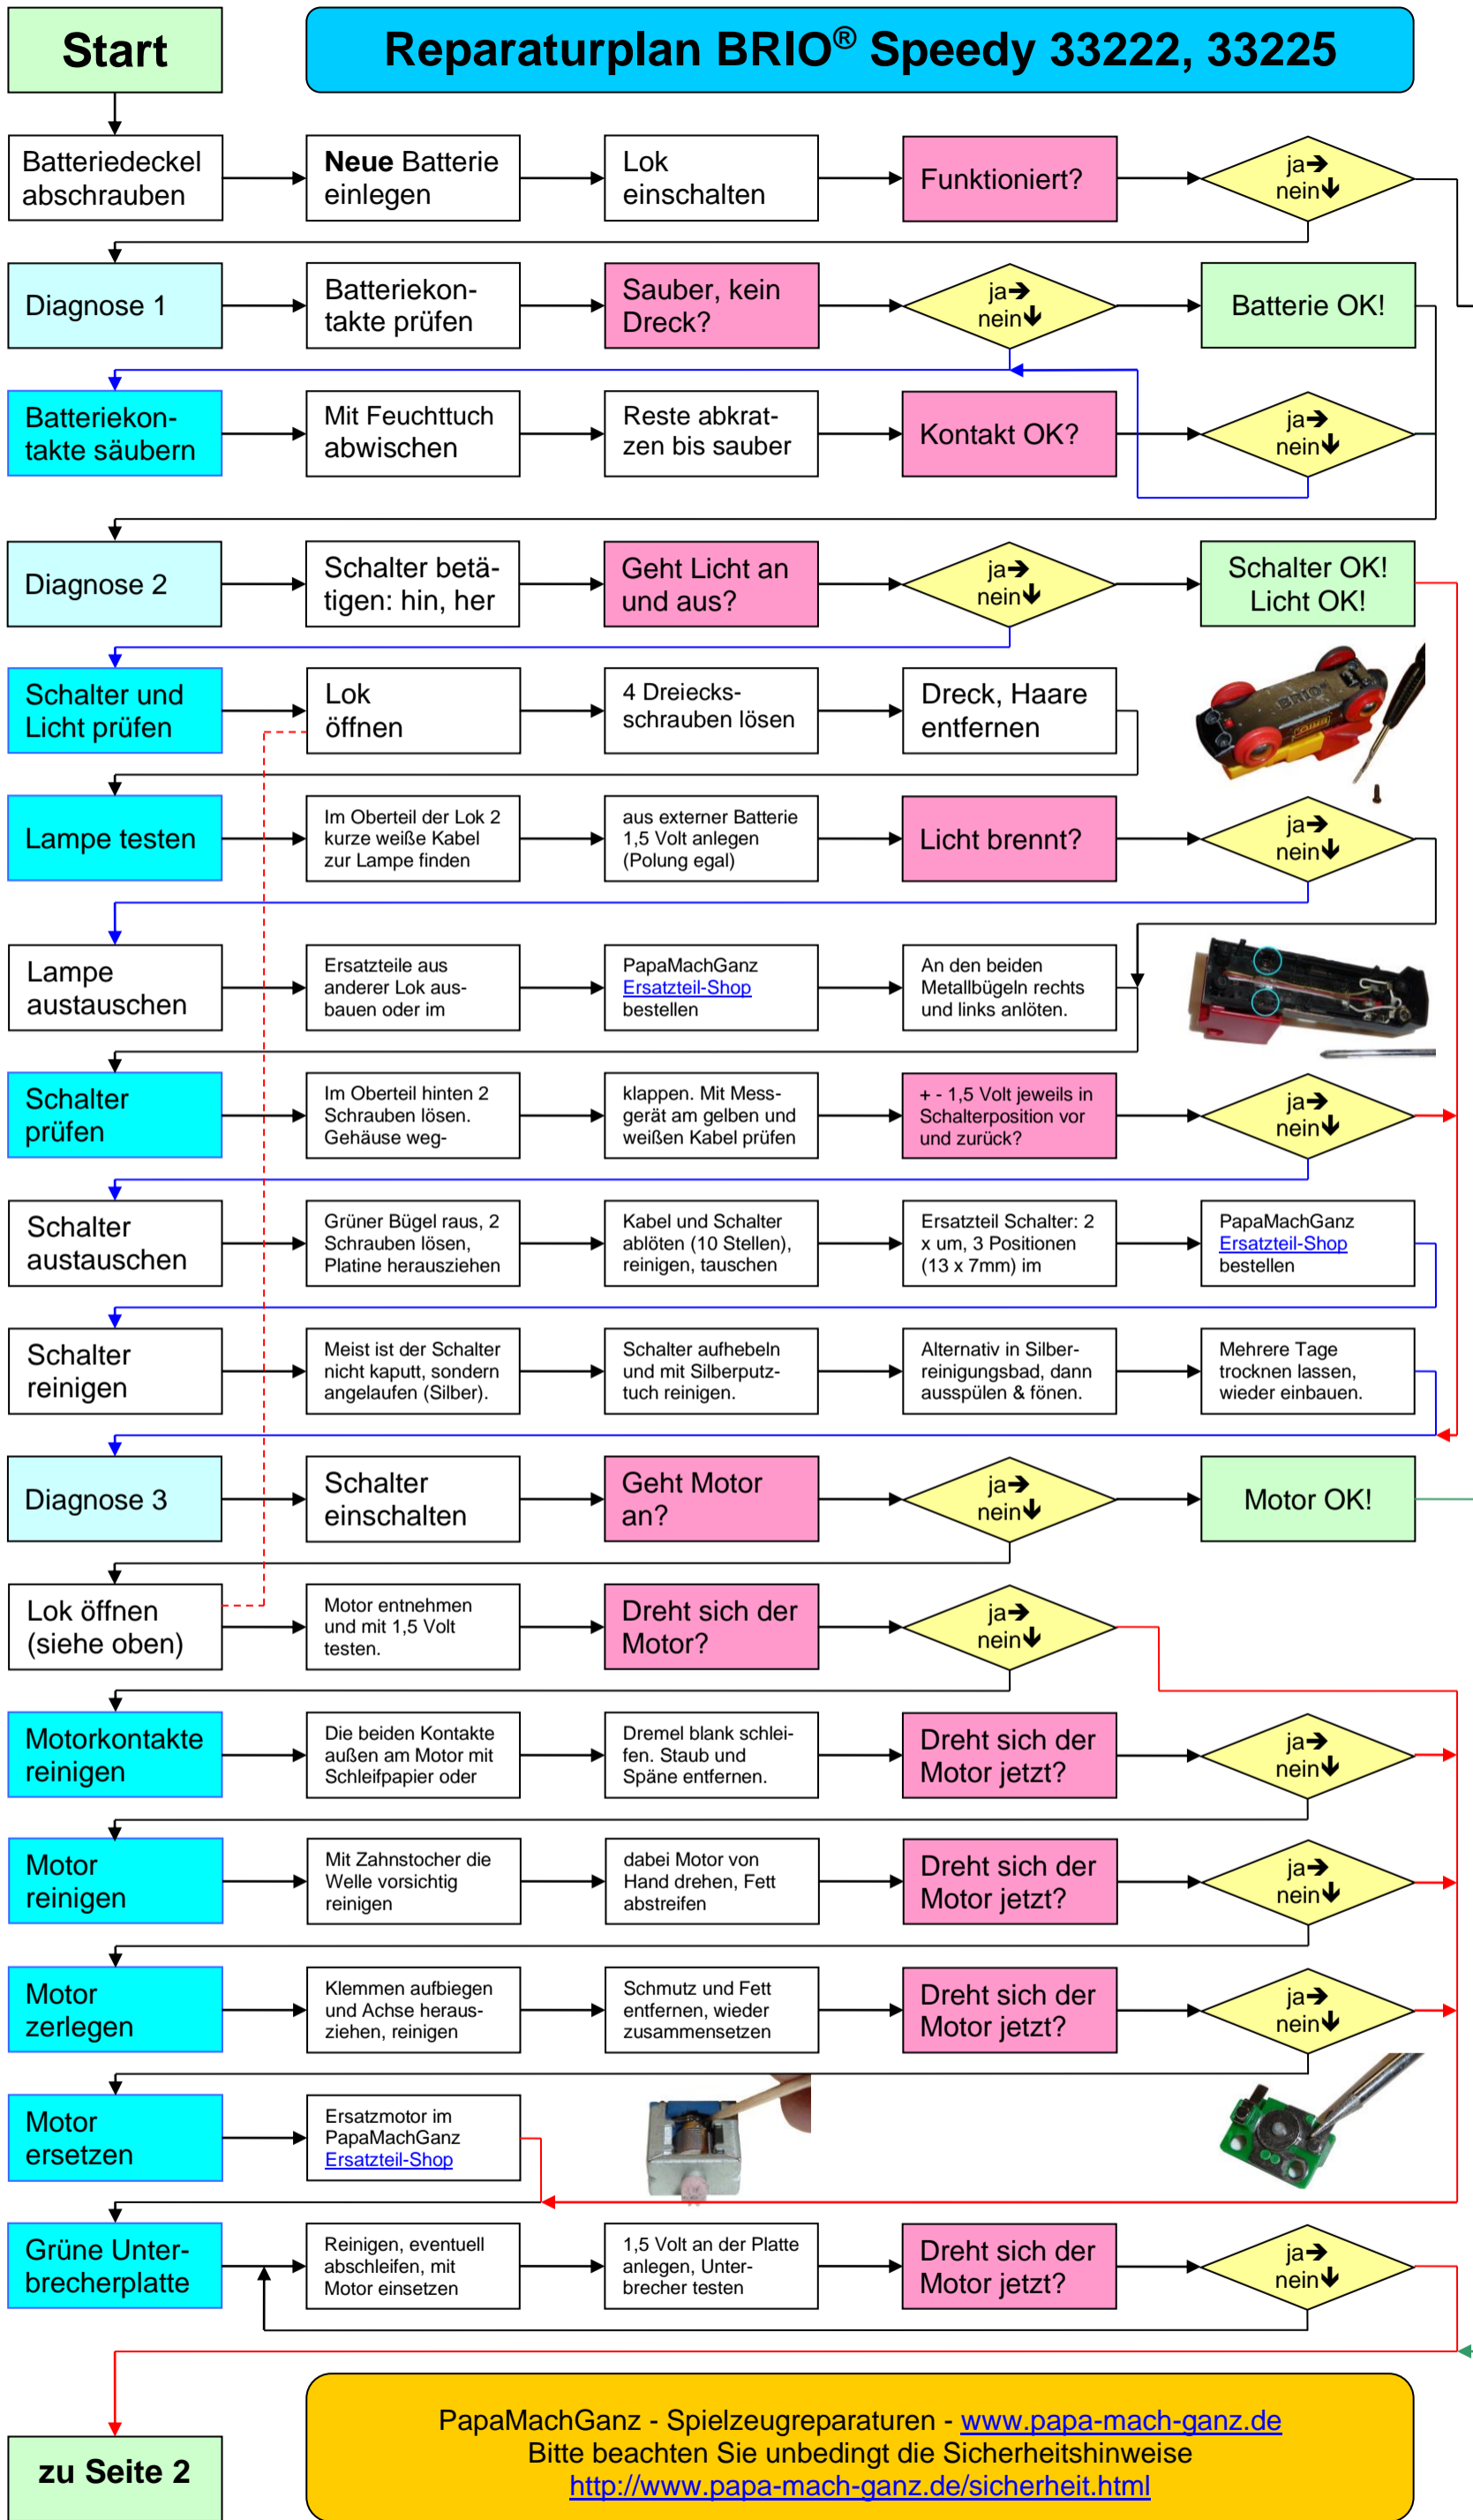 Start
Reparaturplan BRIO® Speedy 33222, 33225
Batteriedeckel
abschrauben
Neue Batterie
einlegen
Lok
einschalten
Funktioniert?
ja➔
nein🡻
Diagnose 1
Batteriekon-
takte prüfen
Sauber, kein
Dreck?
ja➔
nein🡻
Batterie OK!
Batteriekon-
takte säubern
Mit Feuchttuch
abwischen
Reste abkrat-
zen bis sauber
Kontakt OK?
ja➔
nein🡻
Diagnose 2
Schalter betä-
tigen: hin, her
Geht Licht an
und aus?
ja➔
nein🡻
Schalter OK!
Licht OK!
Schalter und
Licht prüfen
Lok
öffnen
4 Dreiecks-
schrauben lösen
Dreck, Haare
entfernen
BRIO
Lampe testen
Im Oberteil der Lok 2
kurze weiße Kabel
zur Lampe finden
aus externer Batterie
1,5 Volt anlegen
(Polung egal)
Licht brennt?
ja➔
nein🡻
Lampe
austauschen
Ersatzteile aus
anderer Lok aus-
bauen oder im
PapaMachGanz
Ersatzteil-Shop
bestellen
An den beiden
Metallbügeln rechts
und links anlöten.
Schalter
prüfen
Im Oberteil hinten 2
Schrauben lösen.
Gehäuse weg-
klappen. Mit Mess-
gerät am gelben und
weißen Kabel prüfen
+ - 1,5 Volt jeweils in
Schalterposition vor
und zurück?
ja➔
nein🡻
Schalter
austauschen
Grüner Bügel raus, 2
Schrauben lösen,
Platine herausziehen
Kabel und Schalter
ablöten (10 Stellen),
reinigen, tauschen
Ersatzteil Schalter: 2
x um, 3 Positionen
(13 x 7mm) im
PapaMachGanz
Ersatzteil-Shop
bestellen
Schalter
reinigen
Meist ist der Schalter
nicht kaputt, sondern
angelaufen (Silber).
Schalter aufhebeln
und mit Silberputz-
tuch reinigen.
Alternativ in Silber-
reinigungsbad, dann
ausspülen & fönen.
Mehrere Tage
trocknen lassen,
wieder einbauen.
Diagnose 3
Schalter
einschalten
Geht Motor
an?
ja➔
nein🡻
Motor OK!
Lok öffnen
(siehe oben)
Motor entnehmen
und mit 1,5 Volt
testen.
Dreht sich der
Motor?
ja➔
nein🡻
Motorkontakte
reinigen
Die beiden Kontakte
außen am Motor mit
Schleifpapier oder
Dremel blank schlei-
fen. Staub und
Späne entfernen.
Dreht sich der
Motor jetzt?
ja➔
nein🡻
Motor
reinigen
Mit Zahnstocher die
Welle vorsichtig
reinigen
dabei Motor von
Hand drehen, Fett
abstreifen
Dreht sich der
Motor jetzt?
ja➔
nein🡻
Motor
zerlegen
Klemmen aufbiegen
und Achse heraus-
ziehen, reinigen
Schmutz und Fett
entfernen, wieder
zusammensetzen
Dreht sich der
Motor jetzt?
ja➔
nein🡻
Motor
ersetzen
Ersatzmotor im
PapaMachGanz
Ersatzteil-Shop
Grüne Unter-
brecherplatte
Reinigen, eventuell
abschleifen, mit
Motor einsetzen
1,5 Volt an der Platte
anlegen, Unter-
brecher testen
Dreht sich der
Motor jetzt?
ja➔
nein🡻
zu Seite 2
PapaMachGanz - Spielzeugreparaturen - www.papa-mach-ganz.de
Bitte beachten Sie unbedingt die Sicherheitshinweise
http://www.papa-mach-ganz.de/sicherheit.html